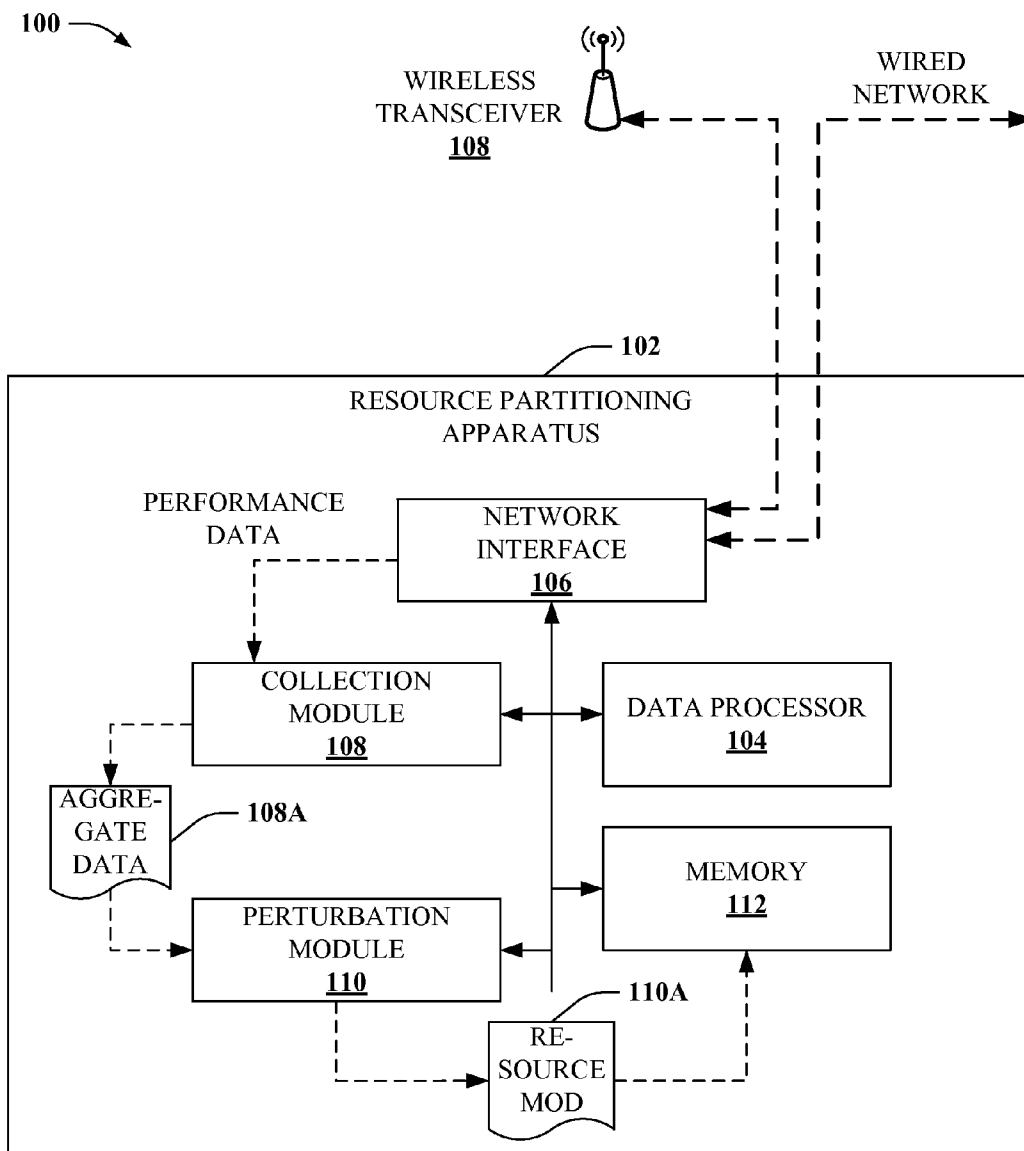 100
WIRELESS
TRANSCEIVER
108
WIRED
NETWORK
102
RESOURCE PARTITIONING
APPARATUS
PERFORMANCE
DATA
NETWORK
INTERFACE
106
COLLECTION
MODULE
108
DATA PROCESSOR
104
AGGRE-
GATE
DATA
108A
MEMORY
112
PERTURBATION
MODULE
110
110A
RE-
SOURCE
MOD